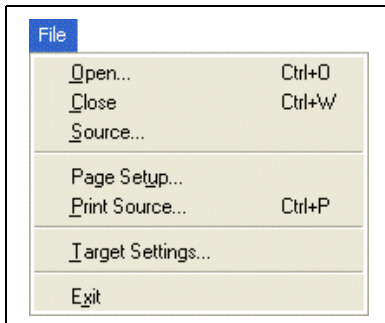 File
Open... Ctrl+O
Close Ctrl+W
Source...
Page Setup...
Print Source... Ctrl+P
Target Settings...
Exit